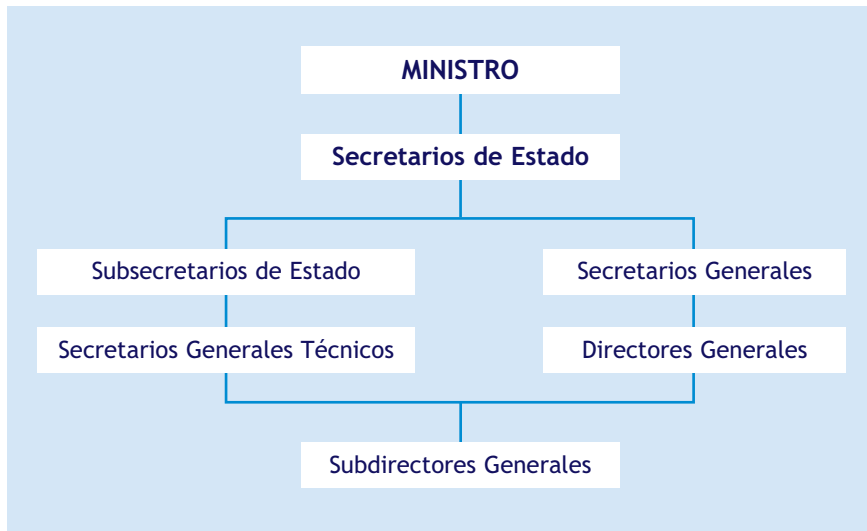 MINISTRO
Secretarios de Estado
Subsecretarios de Estado
Secretarios Generales
Secretarios Generales Técnicos
Directores Generales
Subdirectores Generales